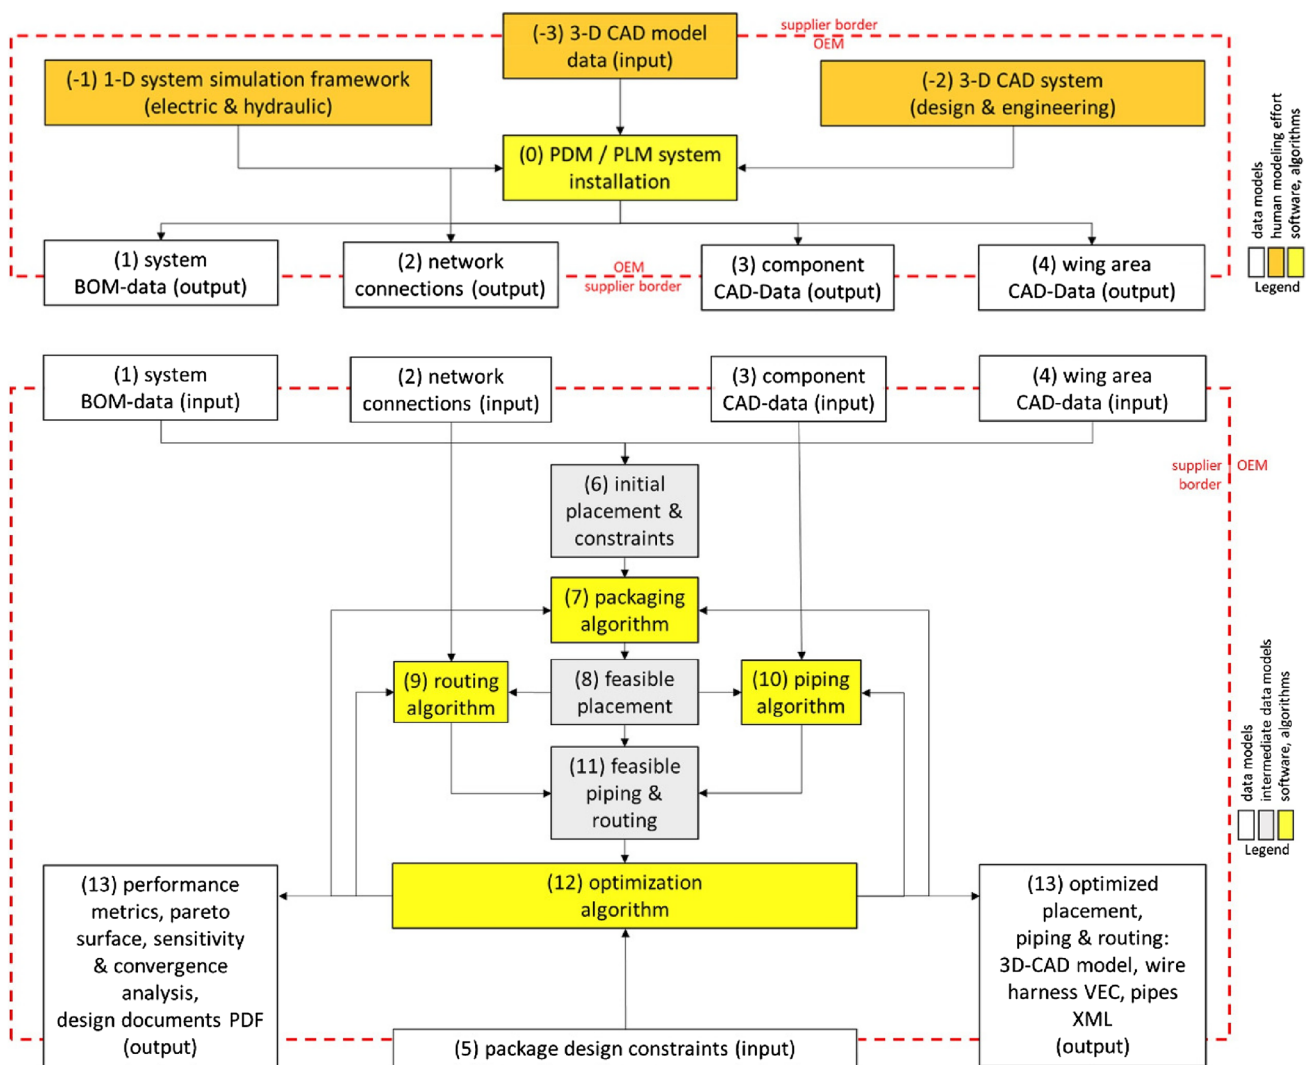 (-3) 3-D CAD model
data (input)
supplier border
OEM
(-1) 1-D system simulation framework
(electric & hydraulic)
(-2) 3-D CAD system
(design & engineering)
(0) PDM / PLM system
installation
(1) system
BOM-data (output)
(2) network
connections (output)
OEM
supplier border
(3) component
CAD-Data (output)
(4) wing area
CAD-Data (output)
data models
human modeling effort
software, algorithms
Legend
(1) system
BOM-data (input)
(2) network
connections (input)
(3) component
CAD-data (input)
(4) wing area
CAD-data (input)
supplier
border
OEM
(6) initial
placement &
constraints
(7) packaging
algorithm
(9) routing
algorithm
(8) feasible
placement
(10) piping
algorithm
(11) feasible
piping &
routing
data models
intermediate data models
software, algorithms
Legend
(12) optimization
algorithm
(13) performance
metrics, pareto
surface, sensitivity
& convergence
analysis,
design documents PDF
(output)
(13) optimized
placement,
piping & routing:
3D-CAD model, wire
harness VEC, pipes
XML
(output)
(5) package design constraints (input)